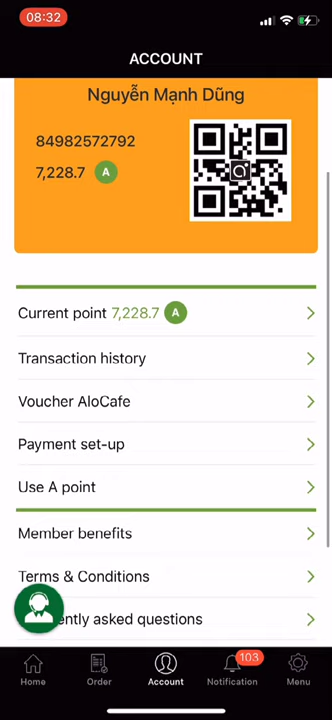 08:32
ACCOUNT
Nguyễn Mạnh Dũng
84982572792
7,228.7 A
Current point 7,228.7 A
Transaction history
Voucher AloCafe
Payment set-up
Use A point
Member benefits
Terms & Conditions
ently asked questions
103
Home Order Account Notification Menu